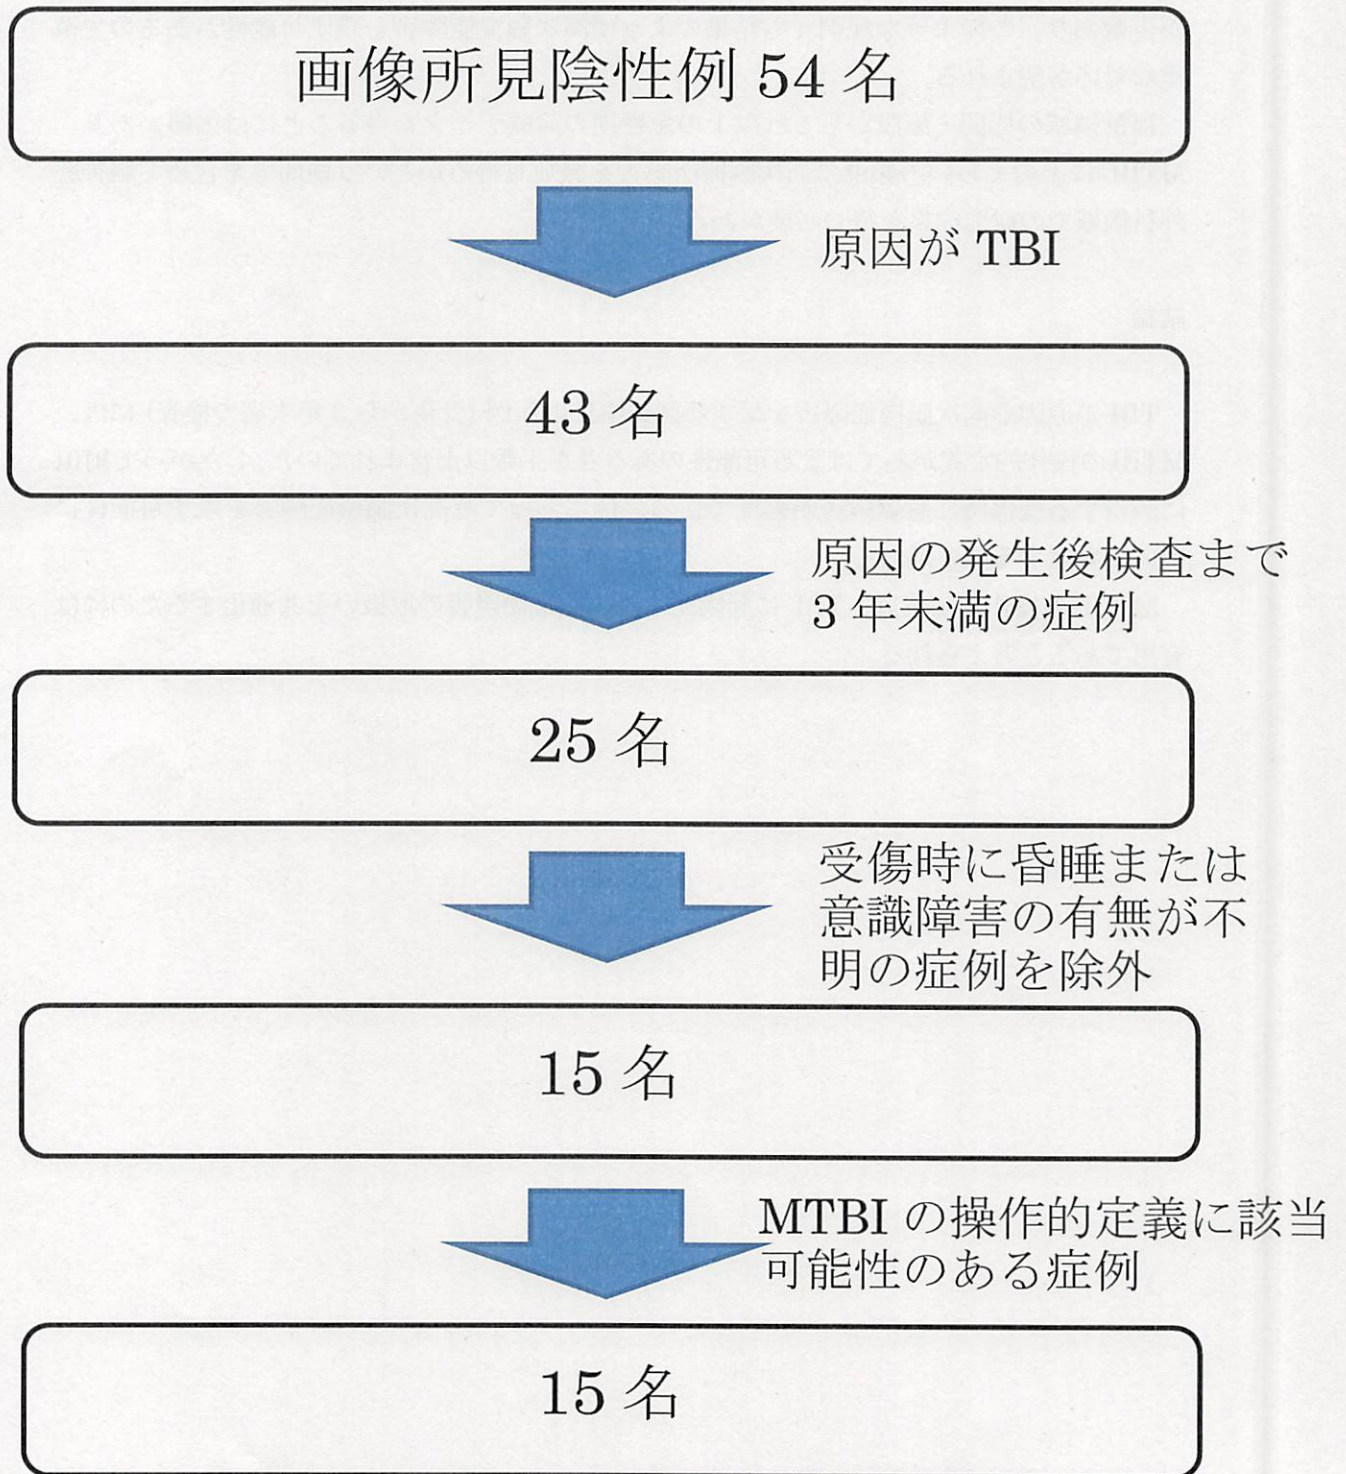 画像所見陰性例 54 名
原因が TBI
43 名
原因の発生後検査まで
3 年未満の症例
25 名
受傷時に昏睡または
意識障害の有無が不
明の症例を除外
15 名
MTBI の操作的定義に該当
可能性のある症例
15 名